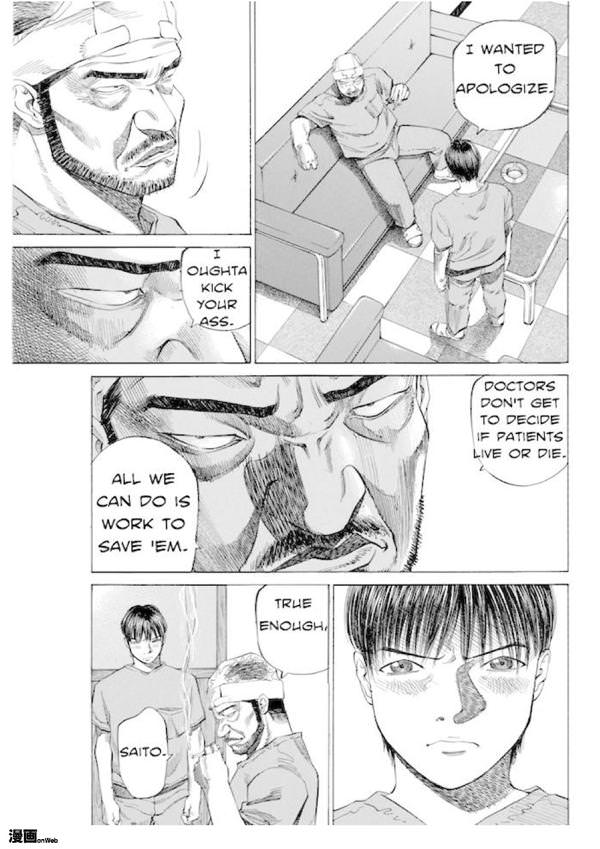 I WANTED
TO
APOLOGIZE.
I
OUGHTA
KICK
YOUR
ASS.
DOCTORS
DON'T GET
TO DECIDE
IF PATIENTS
LIVE OR DIE.
ALL WE
CAN DO IS
WORK TO
SAVE 'EM.
TRUE
ENOUGH,
SAITO.
漫画onWeb